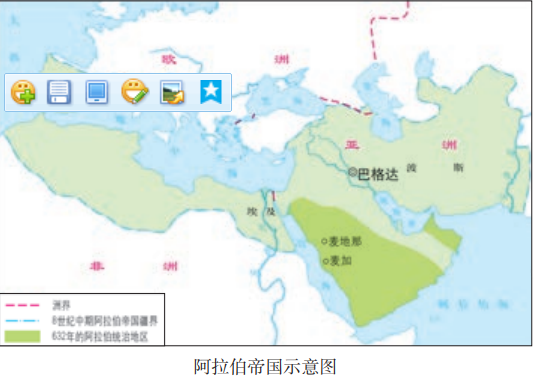 欧 洲
亚 洲
巴格达
波 斯
埃 及
麦地那
麦加
非 洲
洲界
8世纪中期阿拉伯帝国疆界
632年的阿拉伯统治地区
阿拉伯帝国示意图